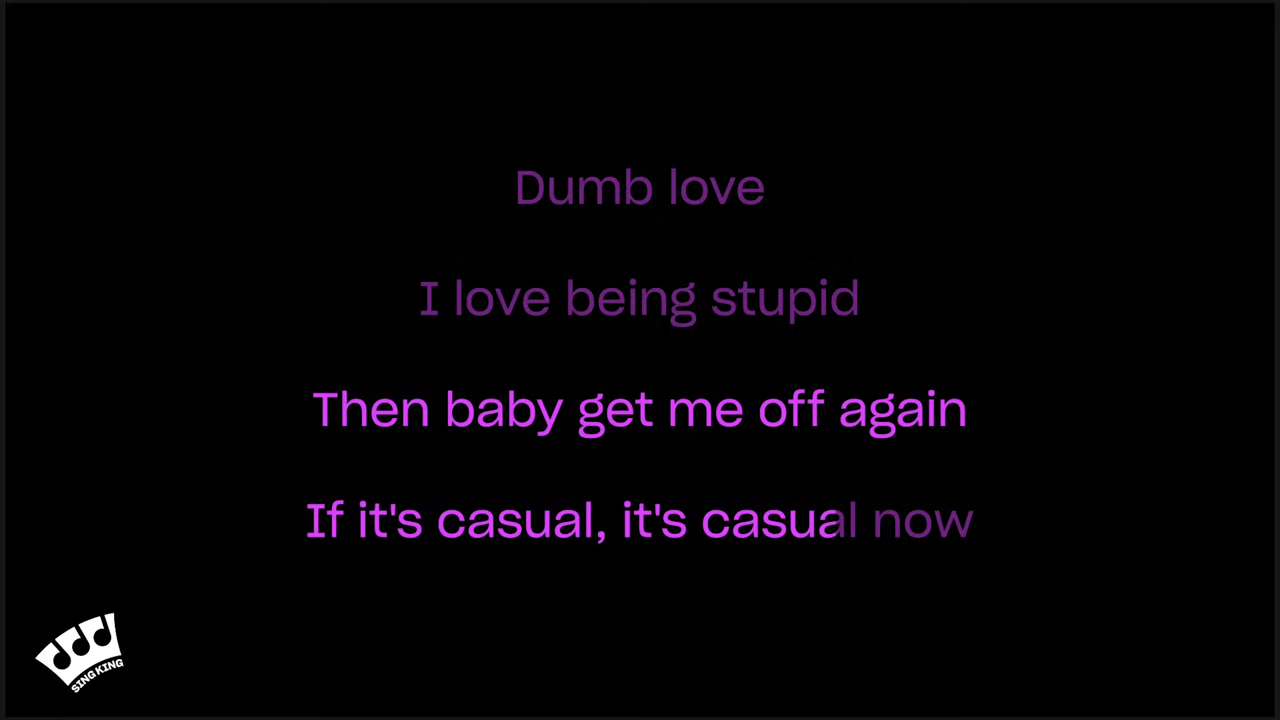 Dumb love
I love being stupid
Then baby get me off again
If it's casual, it's casual now
SING KING